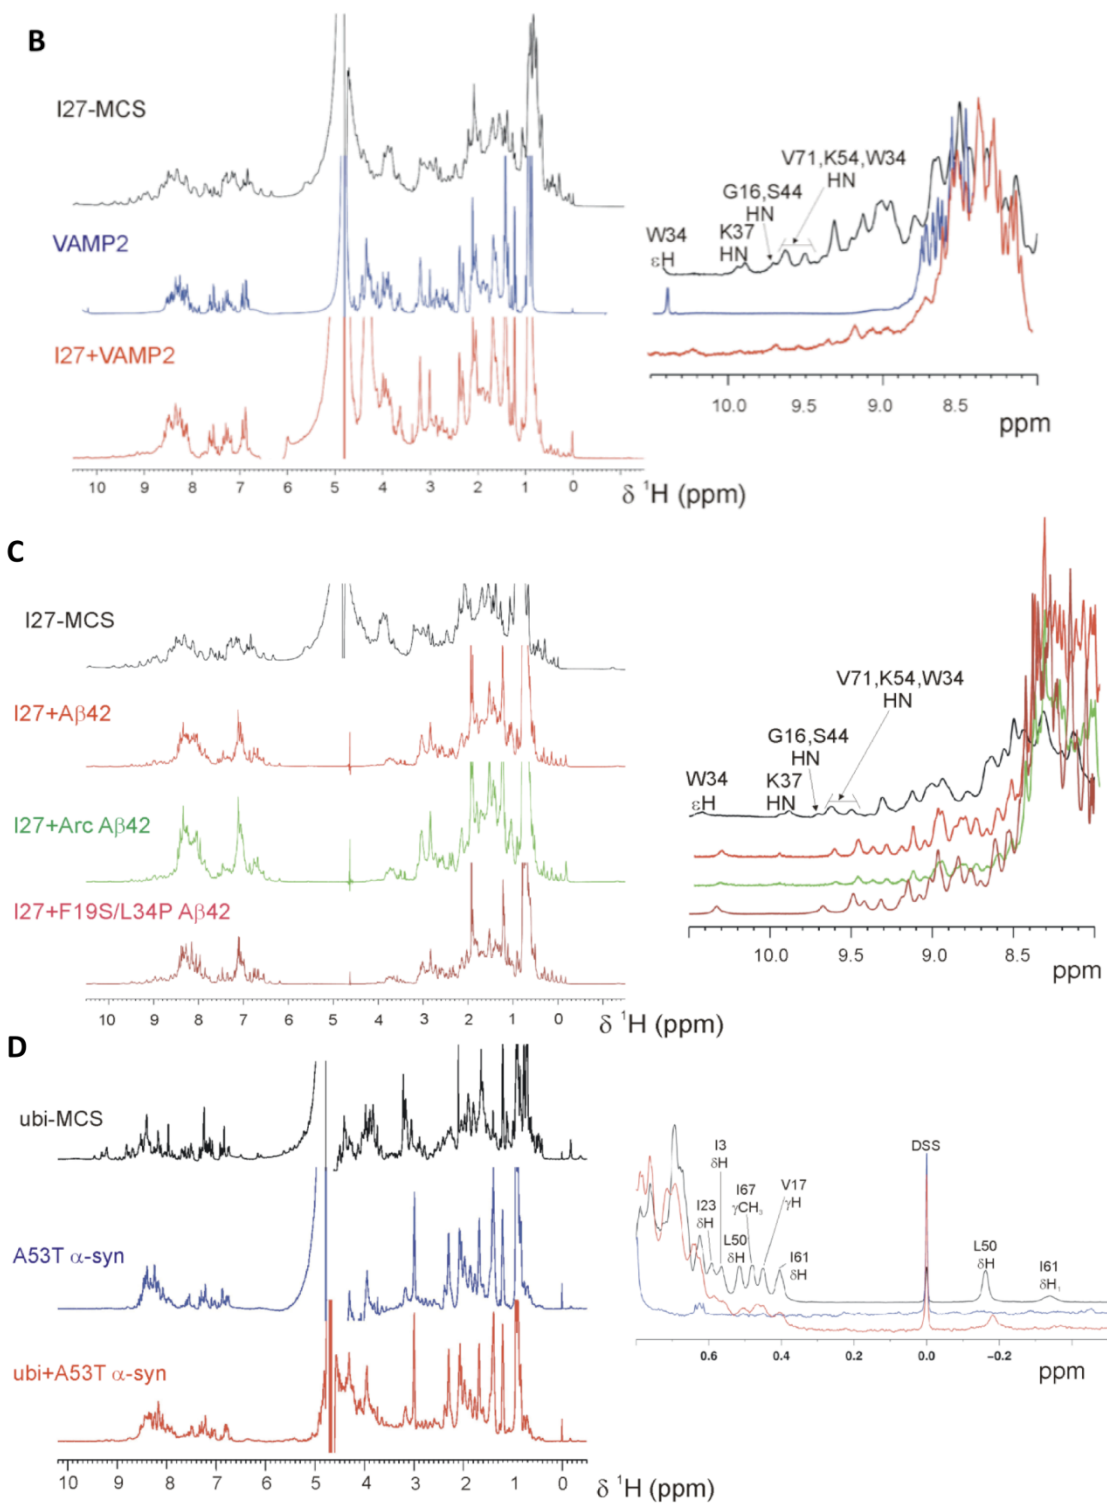 B
I27-MCS
VAMP2
I27+VAMP2
10 9 8 7 6 5 4 3 2 1 0
δ ¹H (ppm)
V71,K54,W34
HN
G16,S44
HN
W34
εH
K37
HN
10.0 9.5 9.0 8.5
ppm
C
I27-MCS
I27+Aβ42
I27+Arc Aβ42
I27+F19S/L34P Aβ42
10 9 8 7 6 5 4 3 2 1 0
δ ¹H (ppm)
V71,K54,W34
HN
G16,S44
HN
W34
εH
K37
HN
10.0 9.5 9.0 8.5
ppm
D
ubi-MCS
A53T α-syn
ubi+A53T α-syn
10 9 8 7 6 5 4 3 2 1 0
δ ¹H (ppm)
DSS
I3
δH
I67
γCH₃
V17
γH
I23
δH
L50
δH
I61
δH
L50
δH
I61
δH₁
0.6 0.4 0.2 0.0 −0.2
ppm